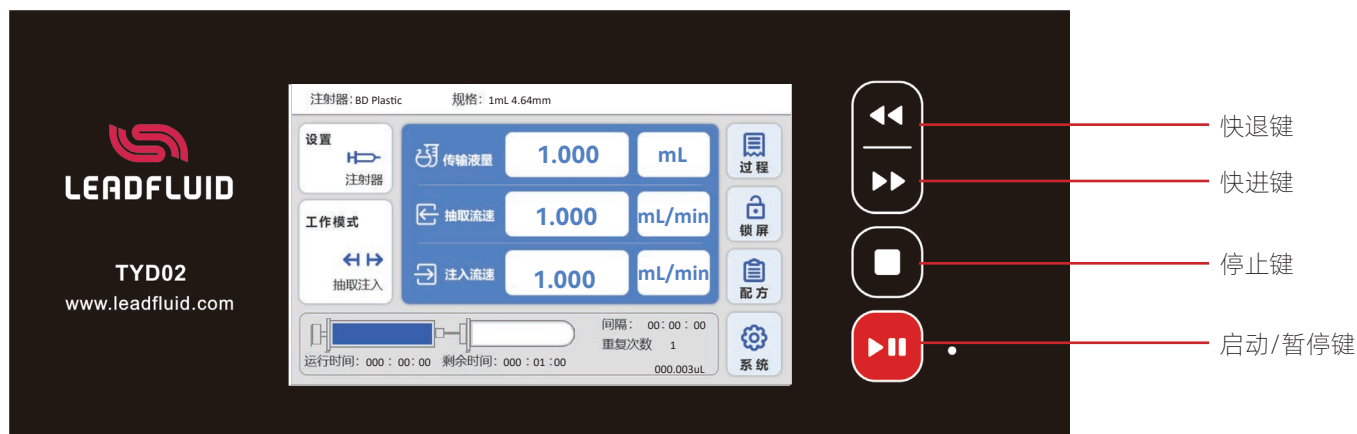 注射器:BD Plastic 规格: 1mL 4.64mm
LEADFLUID
TYD02
www.leadfluid.com
设置
注射器
工作模式
抽取注入
传输液量 1.000 mL
抽取流速 1.000 mL/min
注入流速 1.000 mL/min
过程
锁屏
配方
系统
间隔: 00:00:00
重复次数 1
运行时间:000:00:00 剩余时间:000:01:00
000.003uL
快退键
快进键
停止键
启动/暂停键